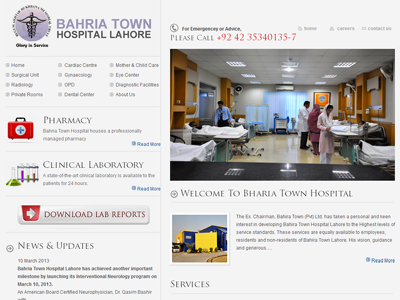 BAHRIA TOWN
HOSPITAL LAHORE
Glory in Service
For Emergencey or Advice,
PLEASE CALL +92 42 35340135-7
home
careers
contact us
Home
Cardiac Centre
Mother & Child Care
Surgical Unit
Gynaecology
Eye Center
Radiology
OPD
Diagnostic Facilities
Private Rooms
Dental Center
About Us
PHARMACY
Bahria Town Hospital houses a professionally
managed pharmacy
Read More
CLINICAL LABORATORY
A state-of-the-art clinical laboratory is available to the
patients for 24 hours.
Read More
DOWNLOAD LAB REPORTS
NEWS & UPDATES
10 March 2013
Bahria Town Hospital Lahore has achieved another important
milestone by launching its Interventional Neurology program on
March 10, 2013.
An American Board Certified Neurophysician, Dr. Qasim Bashir
WELCOME TO BHARIA TOWN HOSPITAL
The Ex. Chairman, Bahria Town (Pvt) Ltd. has taken a personal and keen
interest in developing Bahria Town Hospital Lahore to the Highest levels of
service standards. These services are equally available to employees,
residents and non-residents of Bahria Town Lahore. His vision, guidance
and generous ....
Read More
SERVICES